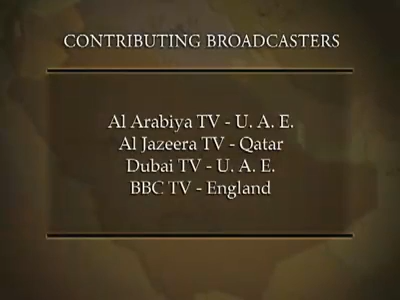 CONTRIBUTING BROADCASTERS
Al Arabiya TV - U. A. E.
Al Jazeera TV - Qatar
Dubai TV - U. A. E.
BBC TV - England